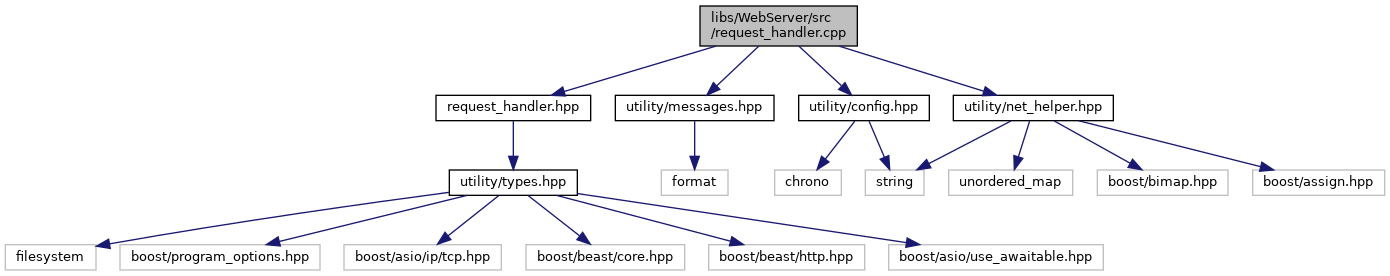 libs/WebServer/src
/request_handler.cpp
request_handler.hpp
utility/messages.hpp
utility/config.hpp
utility/net_helper.hpp
utility/types.hpp
format
chrono
string
unordered_map
boost/bimap.hpp
boost/assign.hpp
filesystem
boost/program_options.hpp
boost/asio/ip/tcp.hpp
boost/beast/core.hpp
boost/beast/http.hpp
boost/asio/use_awaitable.hpp